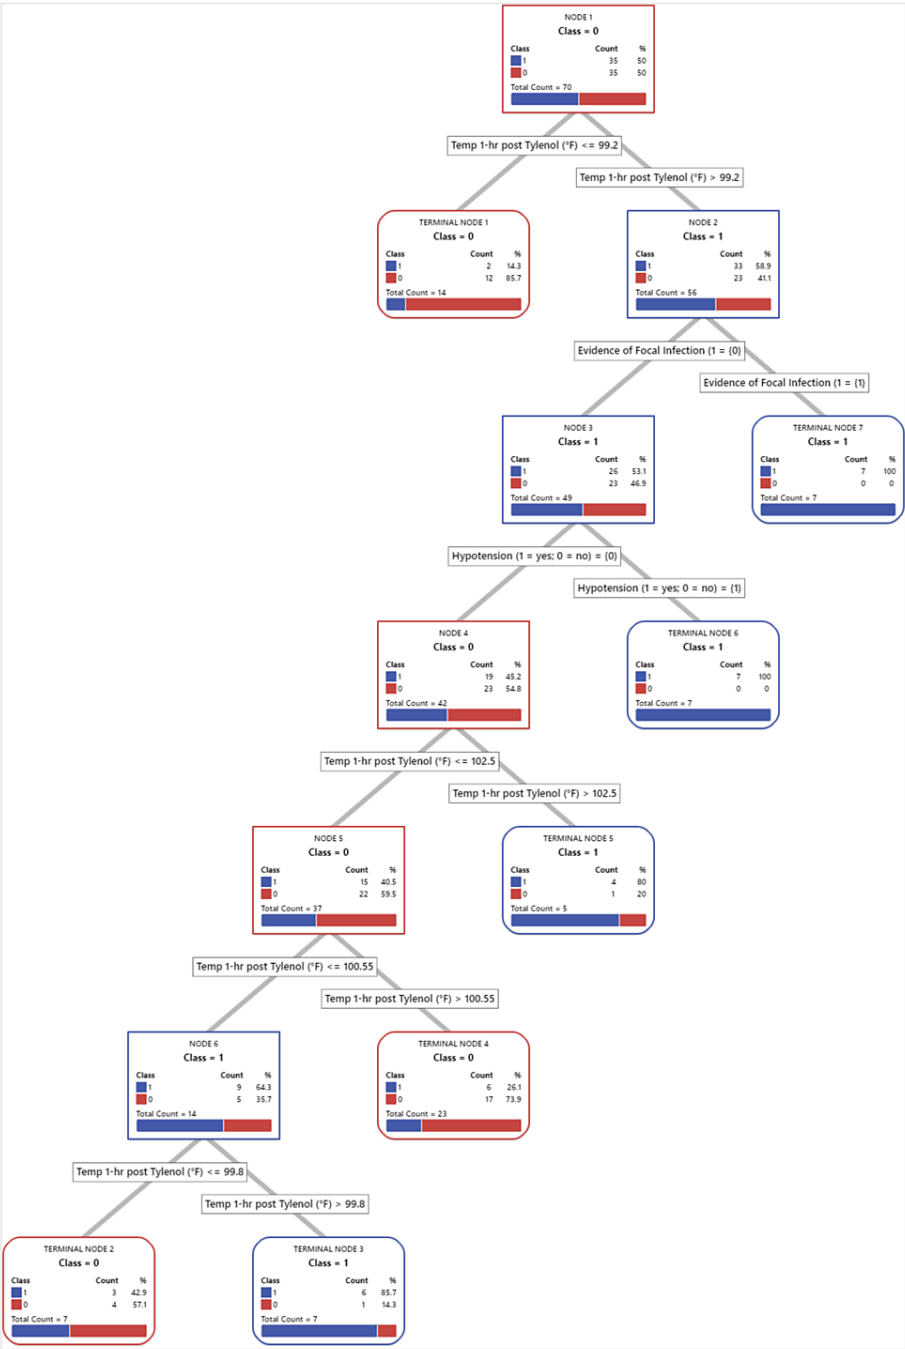 NODE 1
Class = 0
Class Count %
1 35 50
0 35 50
Total Count = 70
Temp 1-hr post Tylenol (°F) <= 99.2
Temp 1-hr post Tylenol (°F) > 99.2
TERMINAL NODE 1
Class = 0
Class Count %
1 2 14.3
0 12 85.7
Total Count = 14
NODE 2
Class = 1
Class Count %
1 33 58.9
0 23 41.1
Total Count = 56
Evidence of Focal Infection (1 = {0}
Evidence of Focal Infection (1 = {1}
NODE 3
Class = 1
Class Count %
1 26 53.1
0 23 46.9
Total Count = 49
TERMINAL NODE 7
Class = 1
Class Count %
1 7 100
0 0 0
Total Count = 7
Hypotension (1 = yes; 0 = no) = {0}
Hypotension (1 = yes; 0 = no) = {1}
NODE 4
Class = 0
Class Count %
1 19 45.2
0 23 54.8
Total Count = 42
TERMINAL NODE 6
Class = 1
Class Count %
1 7 100
0 0 0
Total Count = 7
Temp 1-hr post Tylenol (°F) <= 102.5
Temp 1-hr post Tylenol (°F) > 102.5
NODE 5
Class = 0
Class Count %
1 15 40.5
0 22 59.5
Total Count = 37
TERMINAL NODE 5
Class = 1
Class Count %
1 4 80
0 1 20
Total Count = 5
Temp 1-hr post Tylenol (°F) <= 100.55
Temp 1-hr post Tylenol (°F) > 100.55
NODE 6
Class = 1
Class Count %
1 9 64.3
0 5 35.7
Total Count = 14
TERMINAL NODE 4
Class = 0
Class Count %
1 6 26.1
0 17 73.9
Total Count = 23
Temp 1-hr post Tylenol (°F) <= 99.8
Temp 1-hr post Tylenol (°F) > 99.8
TERMINAL NODE 2
Class = 0
Class Count %
1 3 42.9
0 4 57.1
Total Count = 7
TERMINAL NODE 3
Class = 1
Class Count %
1 6 85.7
0 1 14.3
Total Count = 7